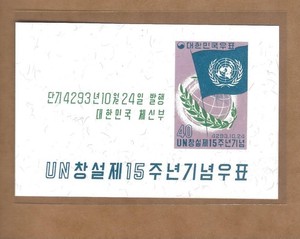 단기 4293년 10월 24일 발행
대한민국 체신부
대한민국우표
40
4293.10.24
UN창설제15주년기념
UN창설제15주년기념우표